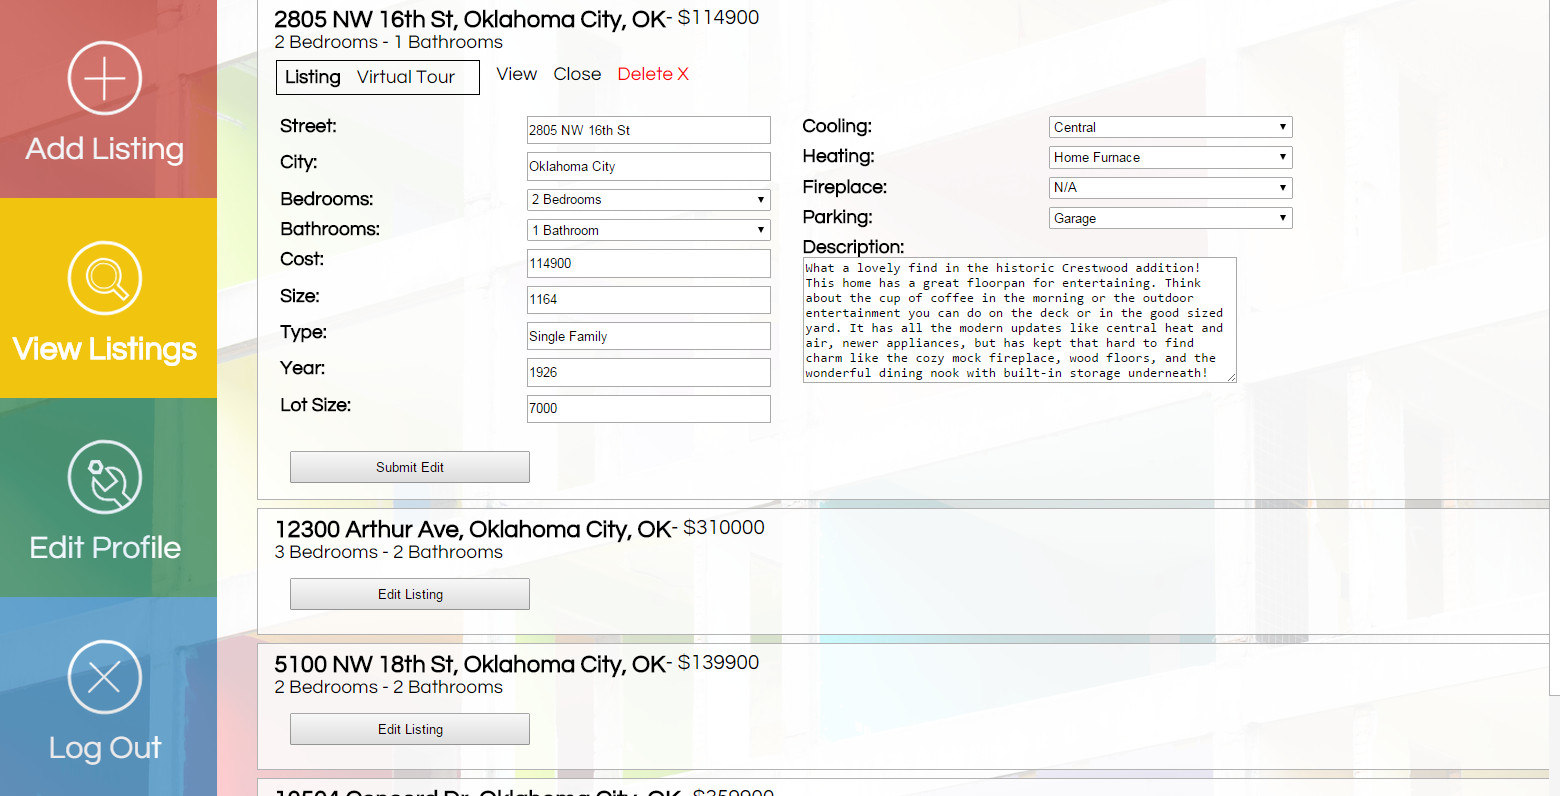 Add Listing
View Listings
Edit Profile
Log Out
2805 NW 16th St, Oklahoma City, OK- $114900
2 Bedrooms - 1 Bathrooms
Listing Virtual Tour View Close Delete X
Street: 2805 NW 16th St
City: Oklahoma City
Bedrooms: 2 Bedrooms
Bathrooms: 1 Bathroom
Cost: 114900
Size: 1164
Type: Single Family
Year: 1926
Lot Size: 7000
Cooling: Central
Heating: Home Furnace
Fireplace: N/A
Parking: Garage
Description:
What a lovely find in the historic Crestwood addition!
This home has a great floorpan for entertaining. Think
about the cup of coffee in the morning or the outdoor
entertainment you can do on the deck or in the good sized
yard. It has all the modern updates like central heat and
air, newer appliances, but has kept that hard to find
charm like the cozy mock fireplace, wood floors, and the
wonderful dining nook with built-in storage underneath!
Submit Edit
12300 Arthur Ave, Oklahoma City, OK- $310000
3 Bedrooms - 2 Bathrooms
Edit Listing
5100 NW 18th St, Oklahoma City, OK- $139900
2 Bedrooms - 2 Bathrooms
Edit Listing
Concord Dr, Oklahoma City, OK- $359900